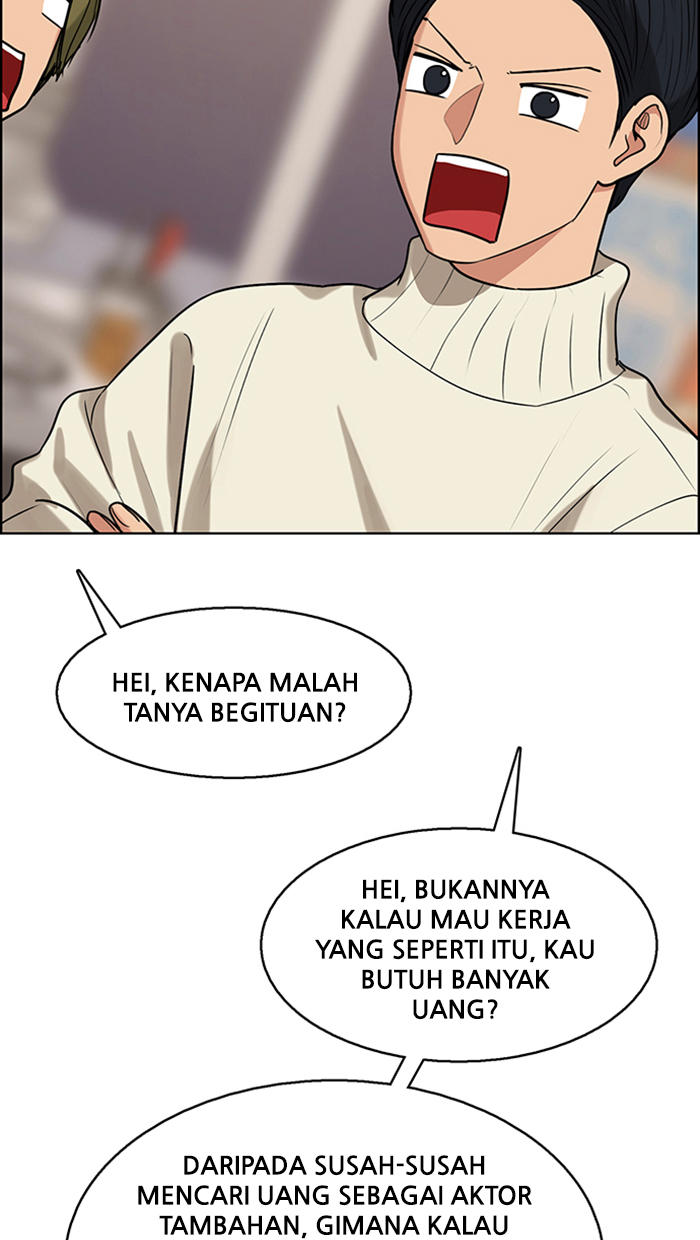 HEI, KENAPA MALAH
TANYA BEGITUAN?
HEI, BUKANNYA
KALAU MAU KERJA
YANG SEPERTI ITU, KAU
BUTUH BANYAK
UANG?
DARIPADA SUSAH-SUSAH
MENCARI UANG SEBAGAI AKTOR
TAMBAHAN, GIMANA KALAU